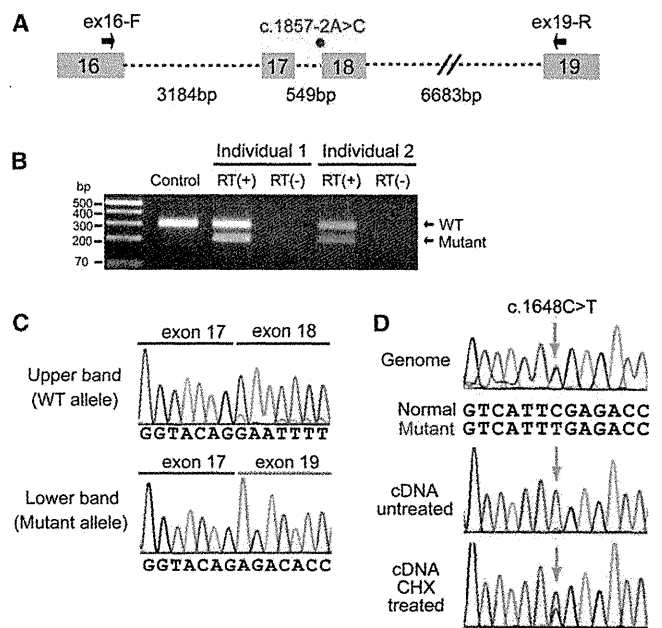 A
ex16-F
c.1857-2A>C
ex19-R
16
17
18
19
3184bp
549bp
6683bp
B
Individual 1
Individual 2
bp
Control
RT(+)
RT(-)
RT(+)
RT(-)
500
400
300
200
70
WT
Mutant
C
exon 17
exon 18
Upper band
(WT allele)
GGTACAGGAATTTT
exon 17
exon 19
Lower band
(Mutant allele)
GGTACAGAGACACC
D
c.1648C>T
Genome
Normal
GTCATTCGAGACC
Mutant
GTCATTTGAGACC
cDNA
untreated
cDNA
CHX
treated